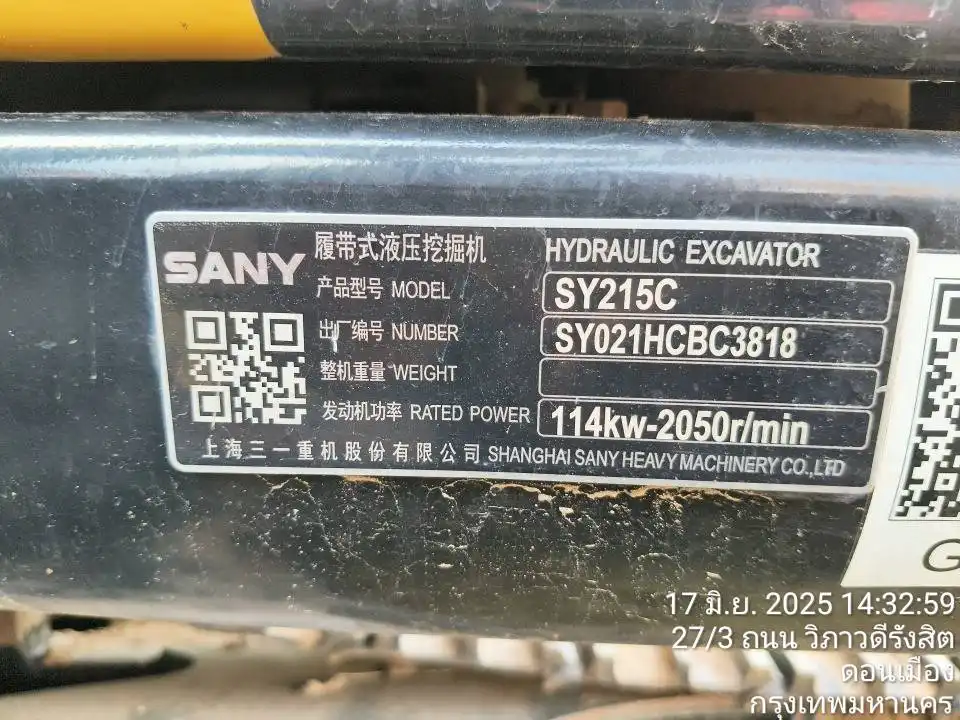 SANY
履带式液压挖掘机 HYDRAULIC EXCAVATOR
产品型号 MODEL SY215C
出厂编号 NUMBER SY021HCBC3818
整机重量 WEIGHT
发动机功率 RATED POWER 114kw-2050r/min
上海三一重机股份有限公司 SHANGHAI SANY HEAVY MACHINERY CO.,LTD
G
17 มิ.ย. 2025 14:32:59
27/3 ถนน วิภาวดีรังสิต
ดอนเมือง
กรุงเทพมหานคร